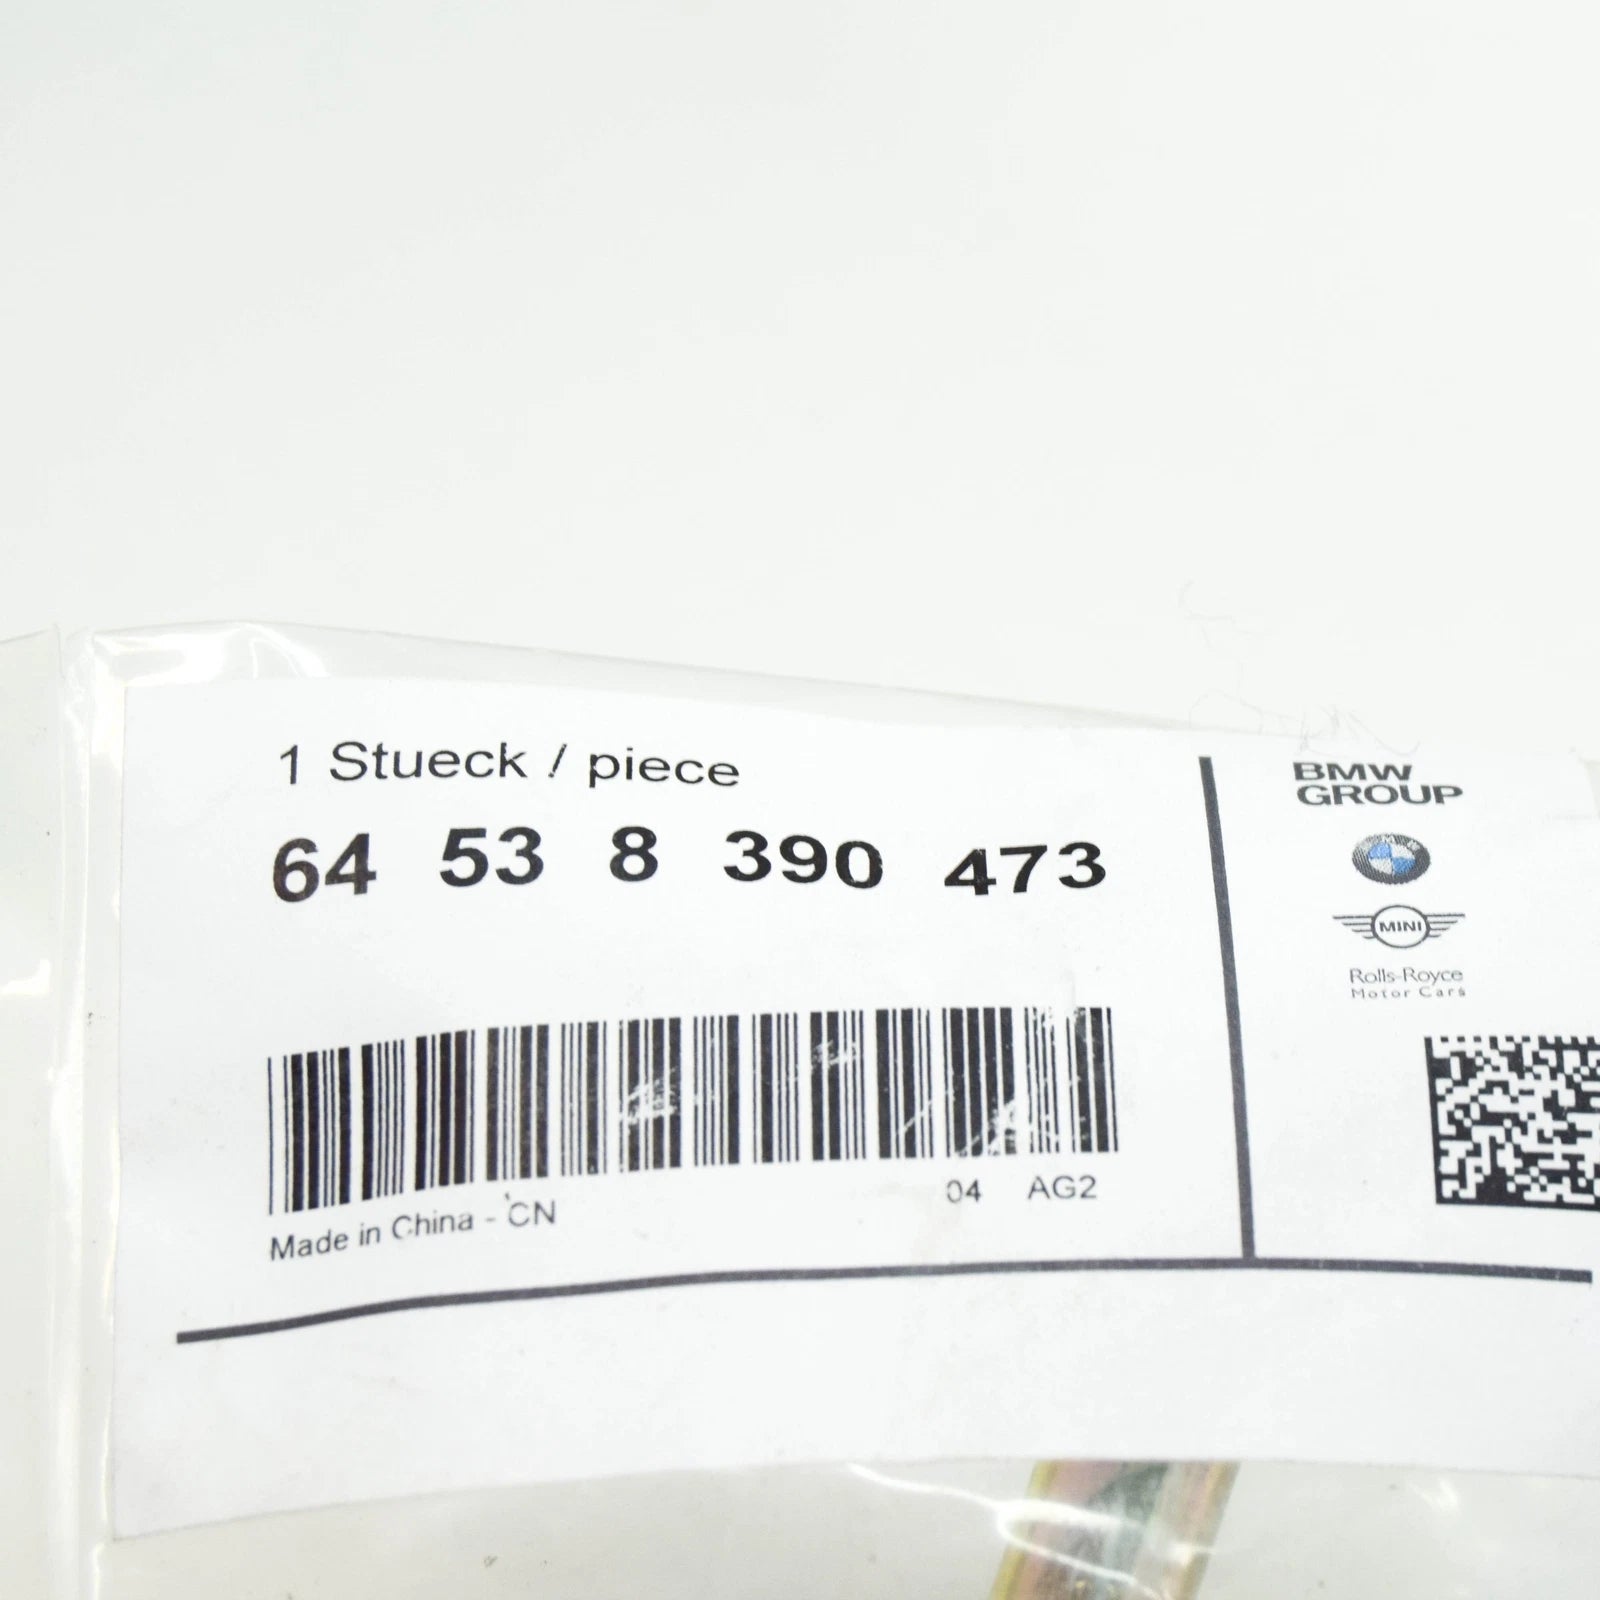 1 Stueck / piece
64 53 8 390 473
Made in China - CN
04 AG2
BMW
GROUP
BMW
MINI
Rolls-Royce
Motor Cars